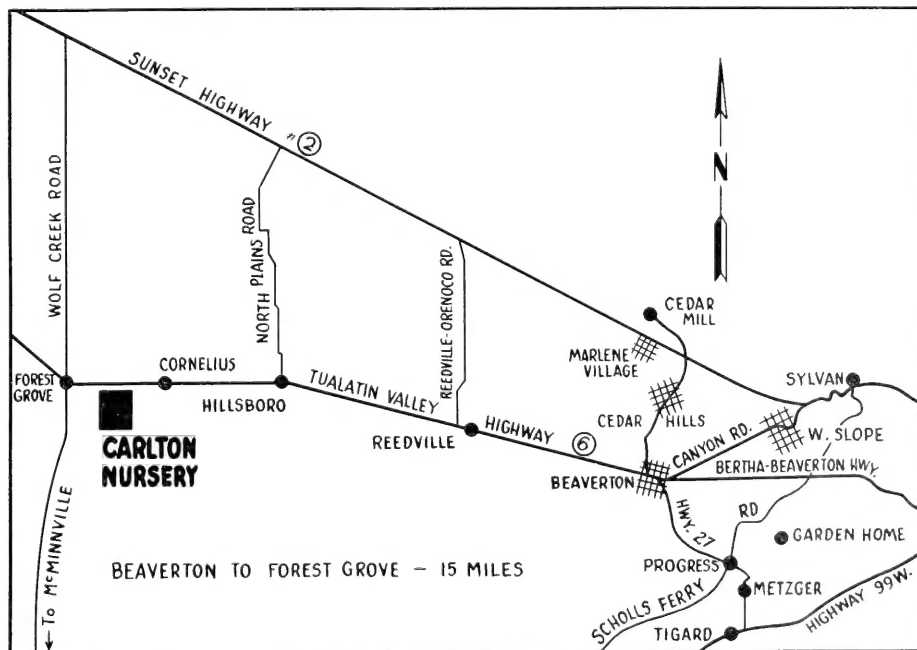 SUNSET HIGHWAY #2
WOLF CREEK ROAD
NORTH PLAINS ROAD
REEDVILLE-ORENOCO RD.
N
CEDAR
MILL
MARLENE
VILLAGE
SYLVAN
FOREST
GROVE
CORNELIUS
HILLSBORO
TUALATIN VALLEY HIGHWAY 6
CEDAR HILLS
CARLTON
NURSERY
REEDVILLE
CANYON RD.
W. SLOPE
BEAVERTON
BERTHA-BEAVERTON HWY.
HWY. 27
GARDEN HOME
PROGRESS
BEAVERTON TO FOREST GROVE - 15 MILES
METZGER
SCHOLLS FERRY RD
HIGHWAY 99W.
TIGARD
TO McMINNVILLE